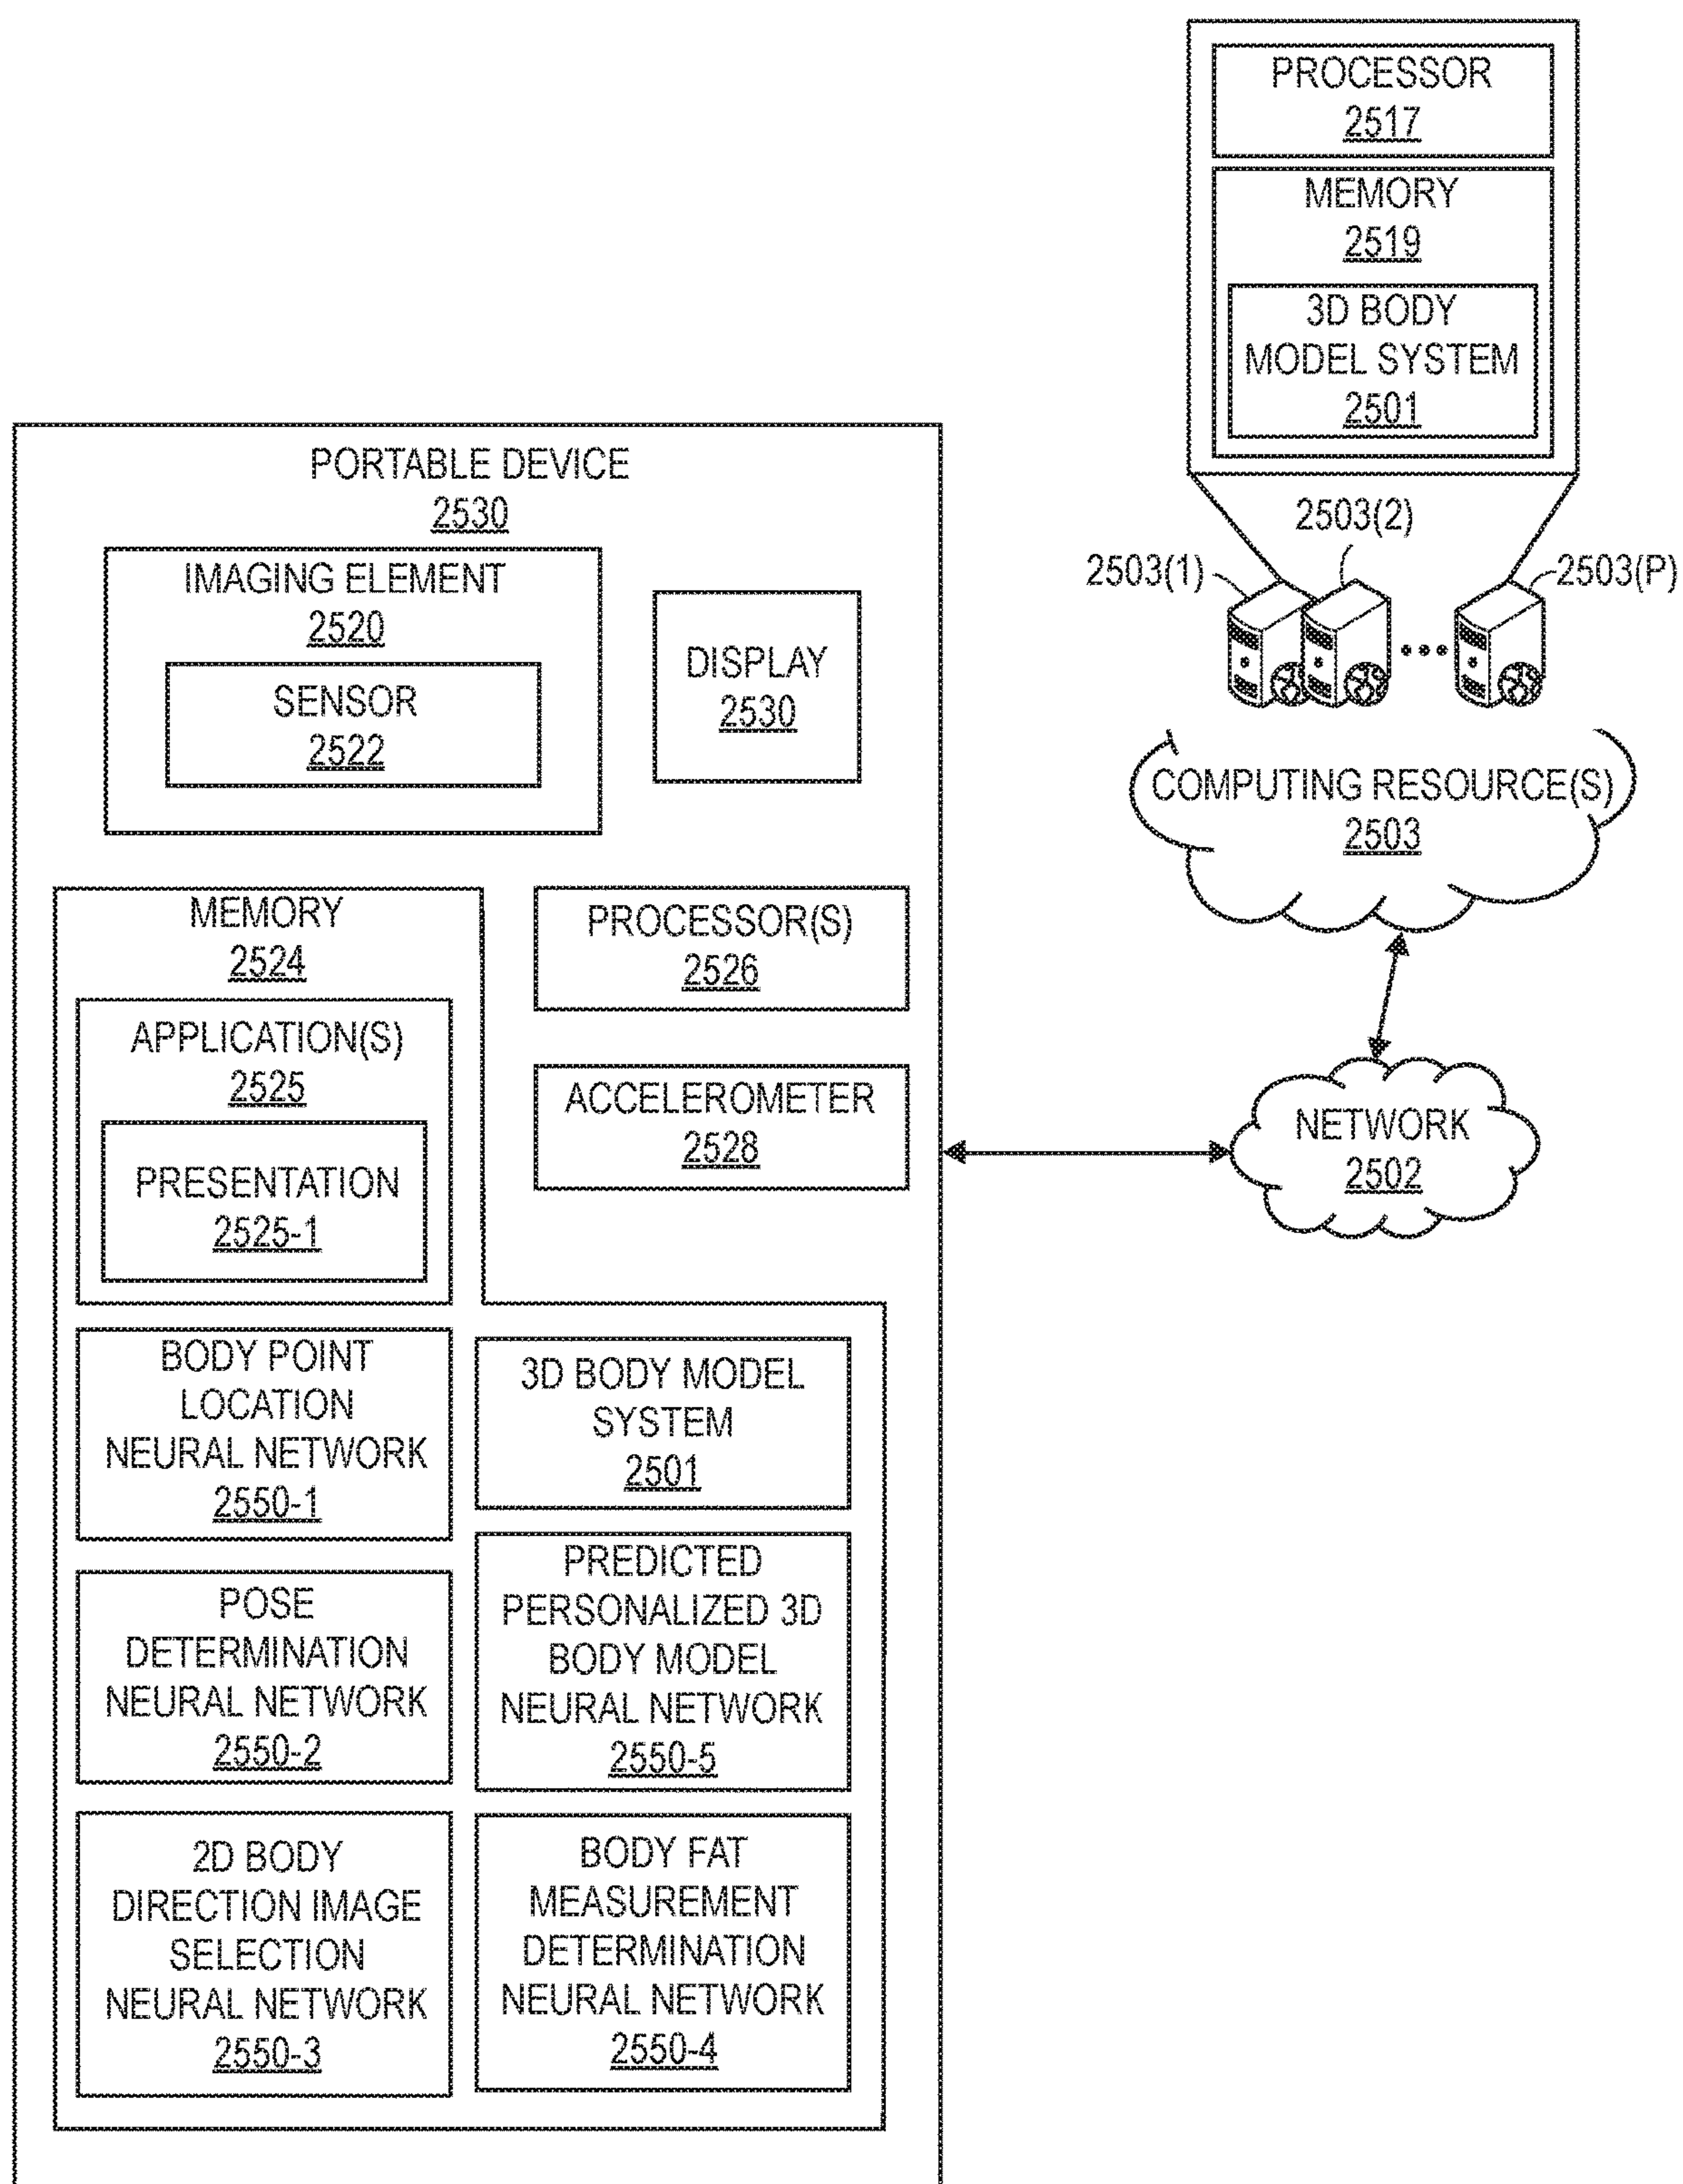 PROCESSOR
2517
MEMORY
2519
3D BODY
MODEL SYSTEM
2501
2503(1)
2503(2)
2503(P)
COMPUTING RESOURCE(S)
2503
NETWORK
2502
PORTABLE DEVICE
2530
IMAGING ELEMENT
2520
SENSOR
2522
DISPLAY
2530
MEMORY
2524
APPLICATION(S)
2525
PRESENTATION
2525-1
PROCESSOR(S)
2526
ACCELEROMETER
2528
BODY POINT
LOCATION
NEURAL NETWORK
2550-1
3D BODY MODEL
SYSTEM
2501
POSE
DETERMINATION
NEURAL NETWORK
2550-2
PREDICTED
PERSONALIZED 3D
BODY MODEL
NEURAL NETWORK
2550-5
2D BODY
DIRECTION IMAGE
SELECTION
NEURAL NETWORK
2550-3
BODY FAT
MEASUREMENT
DETERMINATION
NEURAL NETWORK
2550-4